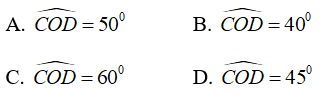 A. $\widehat{COD} = 50^0$ B. $\widehat{COD} = 40^0$
C. $\widehat{COD} = 60^0$ D. $\widehat{COD} = 45^0$